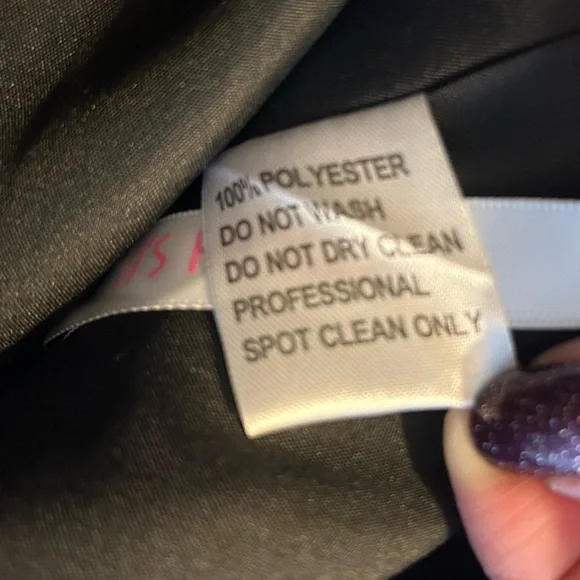 100% POLYESTER
DO NOT WASH
DO NOT DRY CLEAN
PROFESSIONAL
SPOT CLEAN ONLY